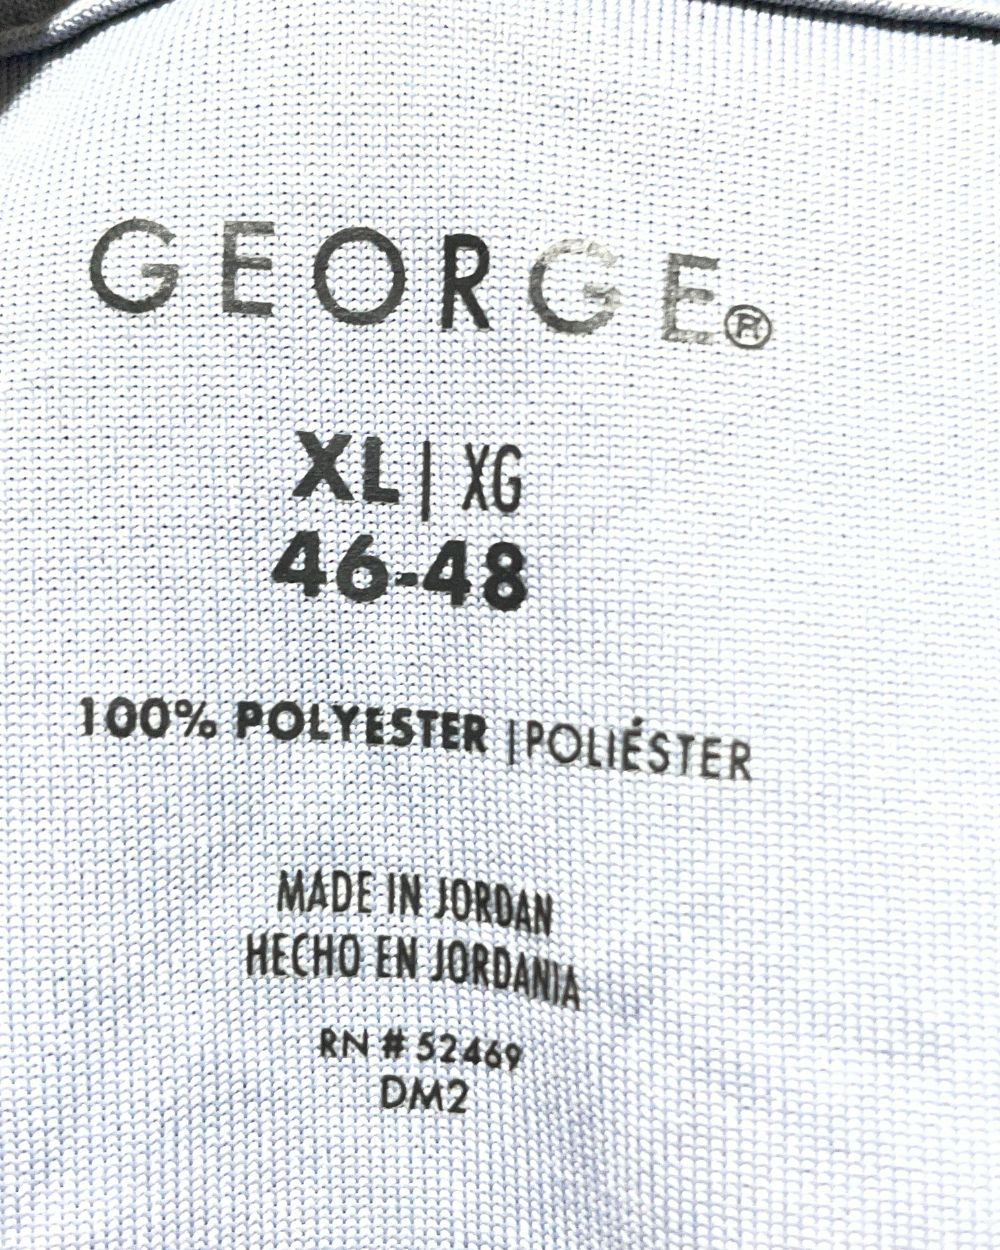 GEORGE®
XL | XG
46-48
100% POLYESTER | POLIÉSTER
MADE IN JORDAN
HECHO EN JORDANIA
RN # 52469
DM2